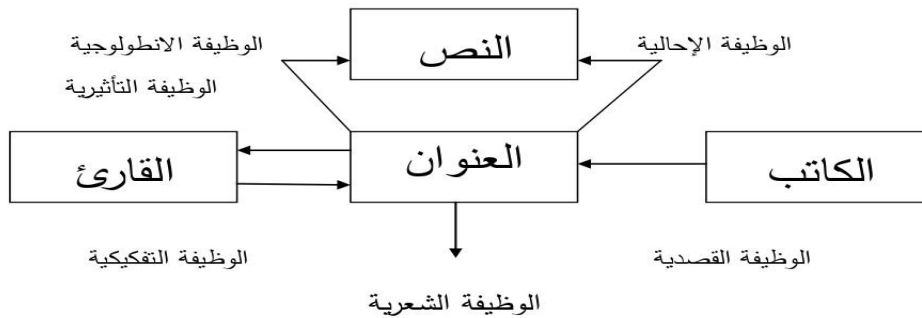 الوظيفة الإحالية
النص
الوظيفة الانطولوجية
الوظيفة التأثيرية
الكاتب
العنوان
القارئ
الوظيفة القصدية
الوظيفة التفكيكية
الوظيفة الشعرية